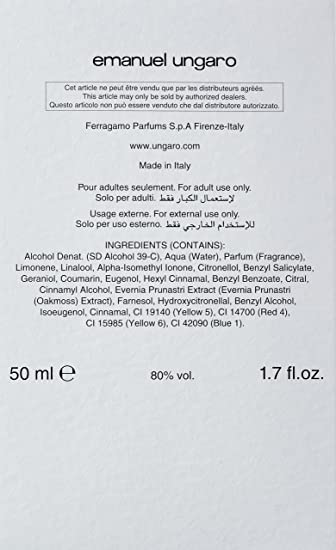 emanuel ungaro
Cet article ne peut être vendu que par les distributeurs agréés.
This article may only be sold by authorized dealers.
Questo articolo non può essere venduto che dal distributore autorizzato.
Ferragamo Parfums S.p.A Firenze-Italy
www.ungaro.com
Made in Italy
Pour adultes seulement. For adult use only.
Solo per adulti. لإستعمال الكبار فقط.
Usage externe. For external use only.
Solo per uso esterno. للإستخدام الخارجي فقط.
INGREDIENTS (CONTAINS):
Alcohol Denat. (SD Alcohol 39-C), Aqua (Water), Parfum (Fragrance),
Limonene, Linalool, Alpha-Isomethyl Ionone, Citronellol, Benzyl Salicylate,
Geraniol, Coumarin, Eugenol, Hexyl Cinnamal, Benzyl Benzoate, Citral,
Cinnamyl Alcohol, Evernia Prunastri Extract (Evernia Prunastri
(Oakmoss) Extract), Farnesol, Hydroxycitronellal, Benzyl Alcohol,
Isoeugenol, Cinnamal, CI 19140 (Yellow 5), CI 14700 (Red 4),
CI 15985 (Yellow 6), CI 42090 (Blue 1).
50 ml ℮ 80% vol. 1.7 fl.oz.